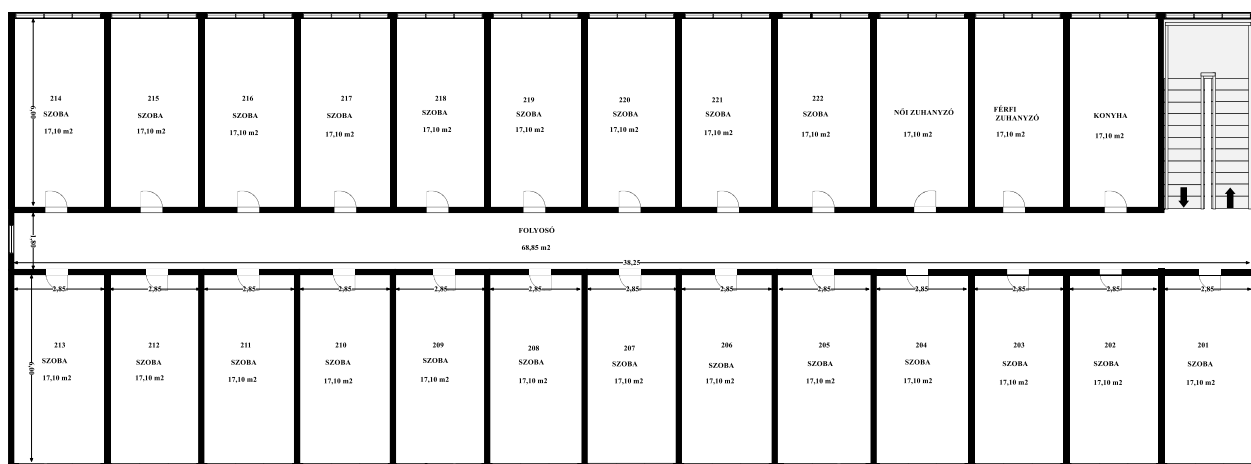 214
SZOBA
17,10 m2
215
SZOBA
17,10 m2
216
SZOBA
17,10 m2
217
SZOBA
17,10 m2
218
SZOBA
17,10 m2
219
SZOBA
17,10 m2
220
SZOBA
17,10 m2
221
SZOBA
17,10 m2
222
SZOBA
17,10 m2
NŐI ZUHANYZÓ
17,10 m2
FÉRFI
ZUHANYZÓ
17,10 m2
KONYHA
17,10 m2
6,00
1,80
FOLYOSÓ
68,85 m2
38,25
2,85
2,85
2,85
2,85
2,85
2,85
2,85
2,85
2,85
2,85
2,85
2,85
2,85
6,00
213
SZOBA
17,10 m2
212
SZOBA
17,10 m2
211
SZOBA
17,10 m2
210
SZOBA
17,10 m2
209
SZOBA
17,10 m2
208
SZOBA
17,10 m2
207
SZOBA
17,10 m2
206
SZOBA
17,10 m2
205
SZOBA
17,10 m2
204
SZOBA
17,10 m2
203
SZOBA
17,10 m2
202
SZOBA
17,10 m2
201
SZOBA
17,10 m2